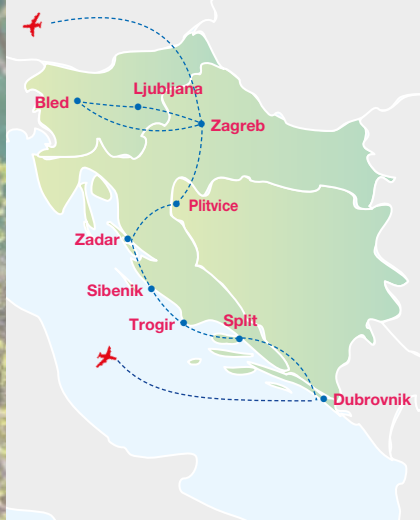 Ljubljana
Bled
Zagreb
Plitvice
Zadar
Sibenik
Trogir
Split
Dubrovnik